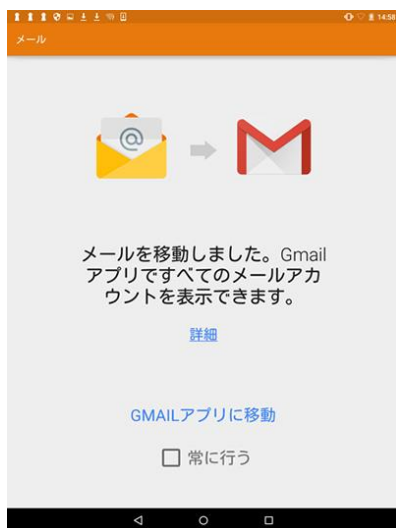 14:58
メール
@
メールを移動しました。Gmail
アプリですべてのメールアカ
ウントを表示できます。
詳細
GMAILアプリに移動
常に行う